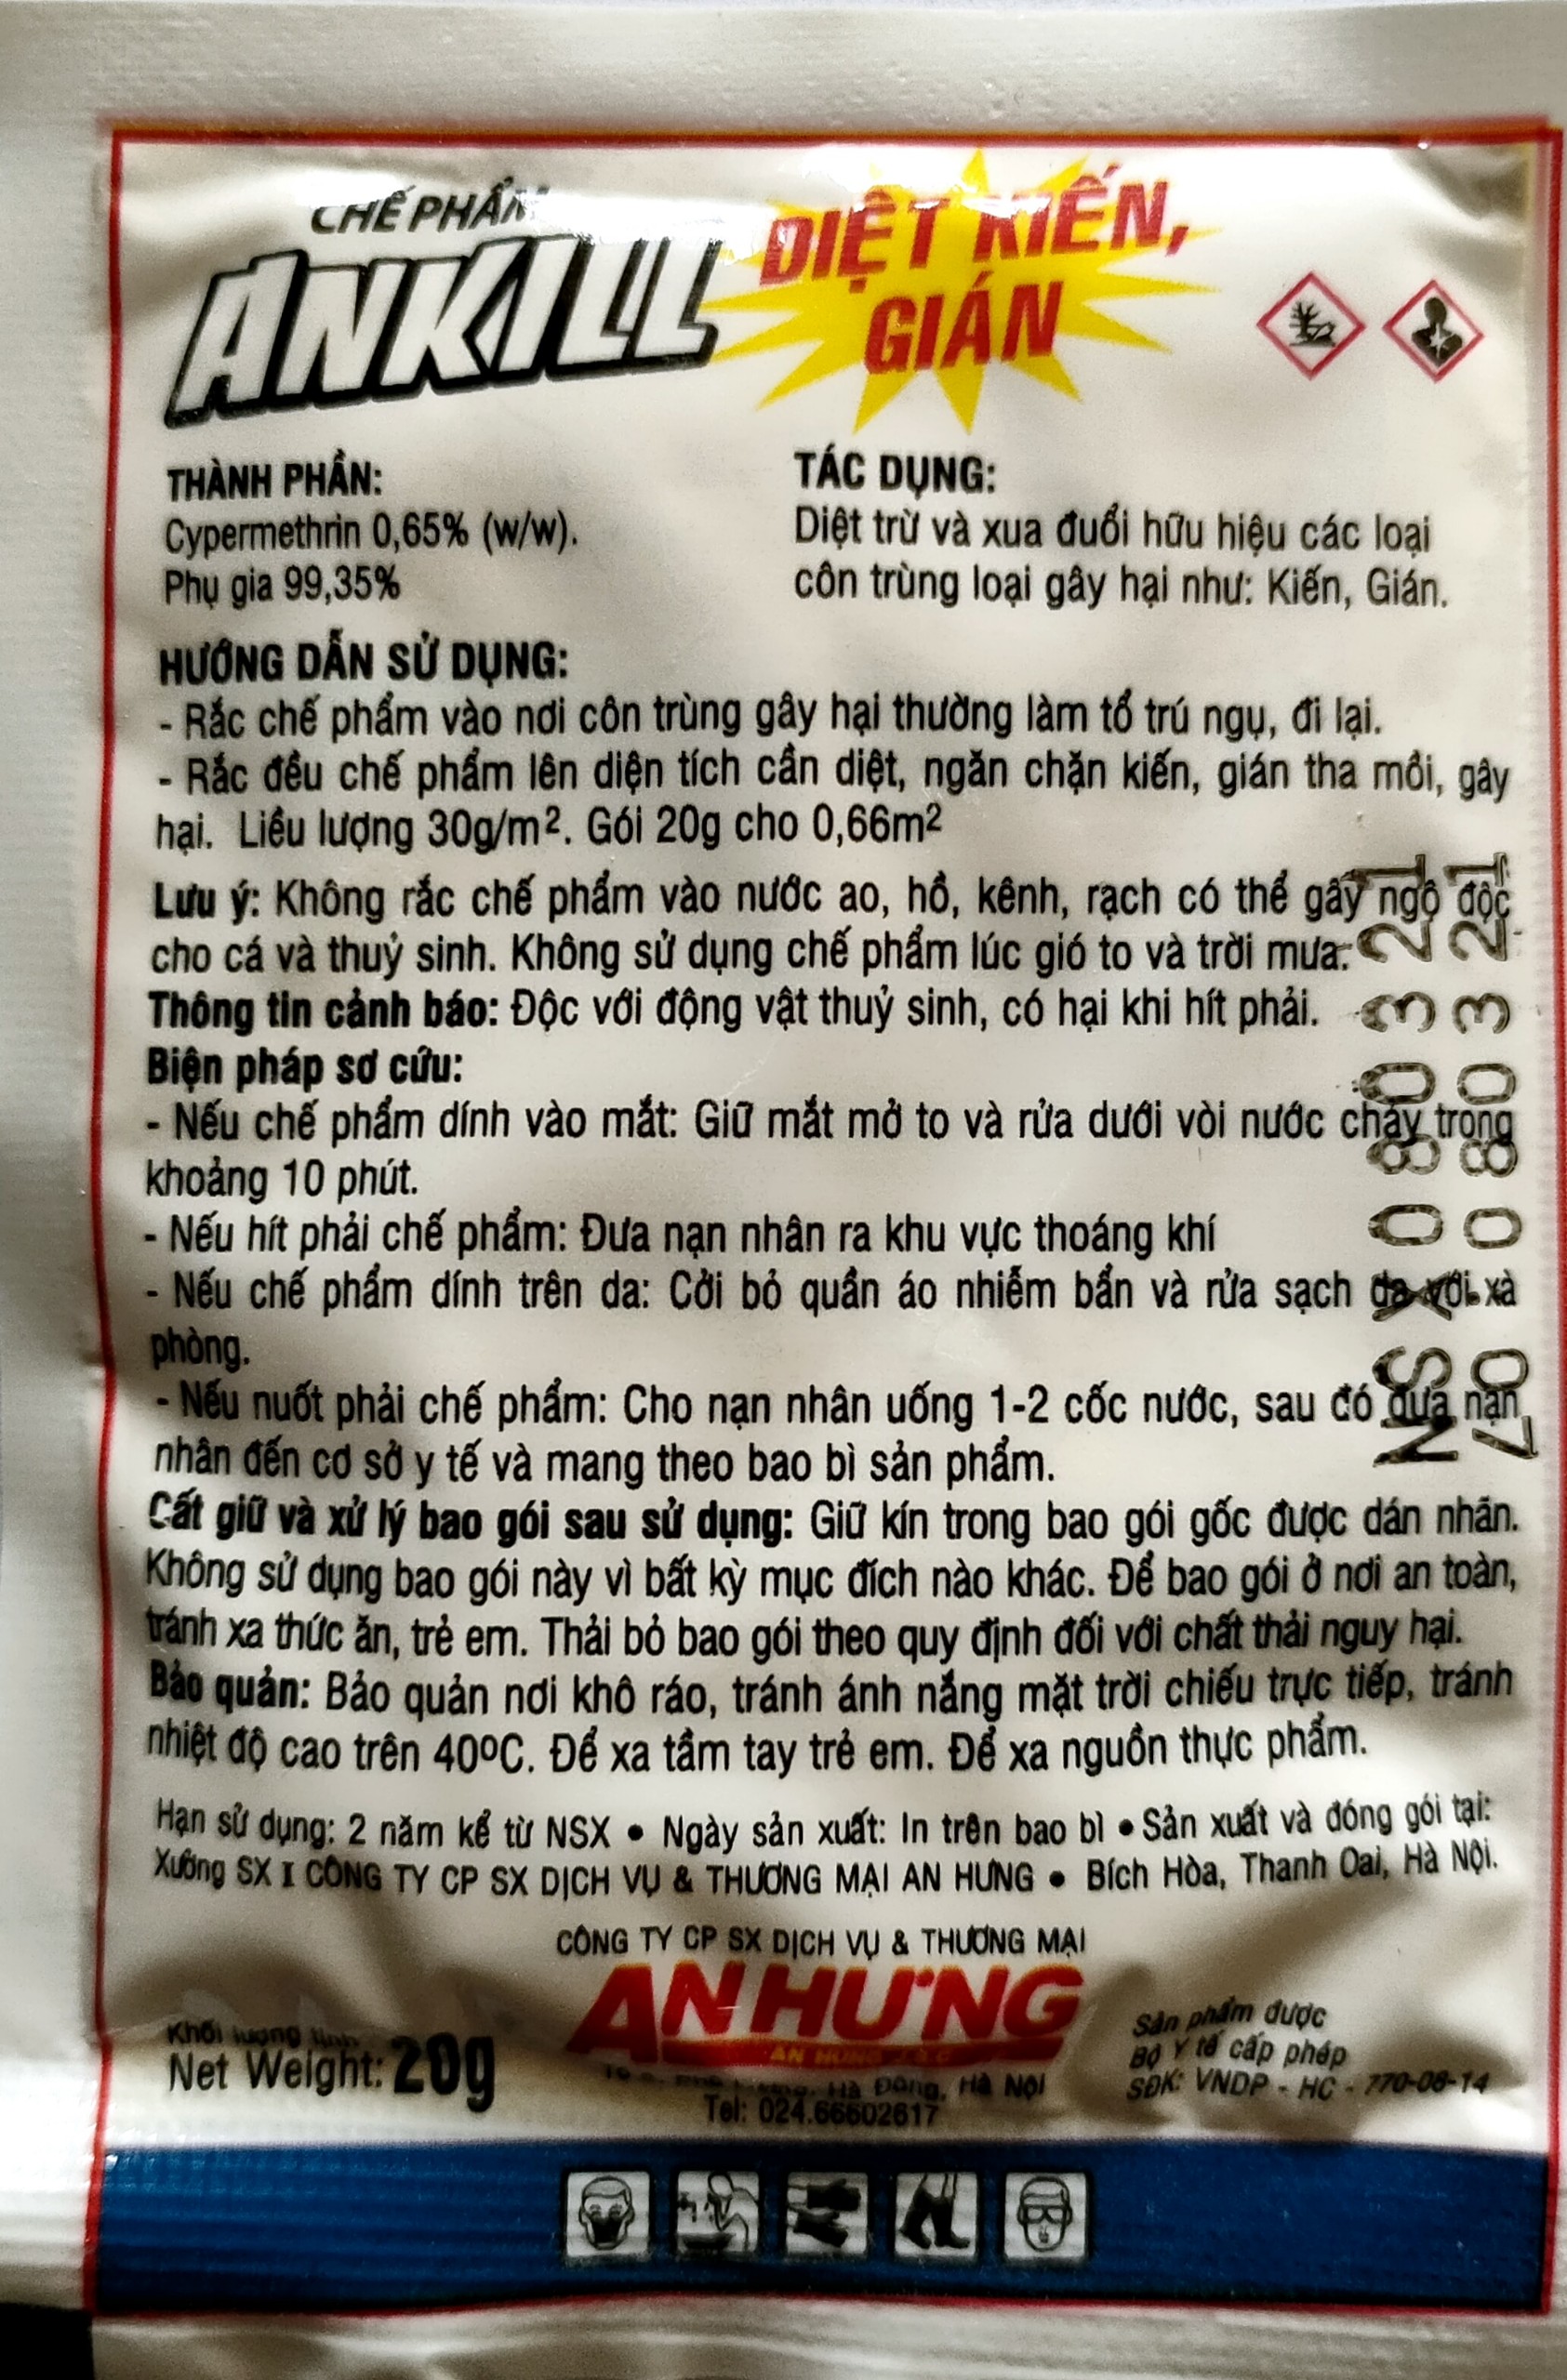 CHẾ PHẨM
ANKILL
DIỆT KIẾN,
GIÁN
THÀNH PHẦN:
Cypermethrin 0,65% (w/w).
Phụ gia 99,35%
TÁC DỤNG:
Diệt trừ và xua đuổi hữu hiệu các loại
côn trùng loại gây hại như: Kiến, Gián.
HƯỚNG DẪN SỬ DỤNG:
- Rắc chế phẩm vào nơi côn trùng gây hại thường làm tổ trú ngụ, đi lại.
- Rắc đều chế phẩm lên diện tích cần diệt, ngăn chặn kiến, gián tha mồi, gây
hại. Liều lượng 30g/m². Gói 20g cho 0,66m²
Lưu ý: Không rắc chế phẩm vào nước ao, hồ, kênh, rạch có thể gây ngộ độc
cho cá và thuỷ sinh. Không sử dụng chế phẩm lúc gió to và trời mưa.
Thông tin cảnh báo: Độc với động vật thuỷ sinh, có hại khi hít phải.
Biện pháp sơ cứu:
- Nếu chế phẩm dính vào mắt: Giữ mắt mở to và rửa dưới vòi nước chảy trong
khoảng 10 phút.
- Nếu hít phải chế phẩm: Đưa nạn nhân ra khu vực thoáng khí
- Nếu chế phẩm dính trên da: Cởi bỏ quần áo nhiễm bẩn và rửa sạch da với xà
phòng.
- Nếu nuốt phải chế phẩm: Cho nạn nhân uống 1-2 cốc nước, sau đó đưa nạn
nhân đến cơ sở y tế và mang theo bao bì sản phẩm.
Cất giữ và xử lý bao gói sau sử dụng: Giữ kín trong bao gói gốc được dán nhãn.
Không sử dụng bao gói này vì bất kỳ mục đích nào khác. Để bao gói ở nơi an toàn,
tránh xa thức ăn, trẻ em. Thải bỏ bao gói theo quy định đối với chất thải nguy hại.
Bảo quản: Bảo quản nơi khô ráo, tránh ánh nắng mặt trời chiếu trực tiếp, tránh
nhiệt độ cao trên 40ºC. Để xa tầm tay trẻ em. Để xa nguồn thực phẩm.
NSX. 080321
LO 080321
Hạn sử dụng: 2 năm kể từ NSX • Ngày sản xuất: In trên bao bì • Sản xuất và đóng gói tại:
Xưởng SX I CÔNG TY CP SX DỊCH VỤ & THƯƠNG MẠI AN HƯNG • Bích Hòa, Thanh Oai, Hà Nội.
CÔNG TY CP SX DỊCH VỤ & THƯƠNG MẠI
AN HƯNG
AN HUNG J.S.C
Hà Đông, Hà Nội
Tel: 024.66602617
Khối lượng tịnh
Net Weight: 20g
Sản phẩm được
Bộ Y tế cấp phép
SĐK: VNDP - HC - 770-08-14